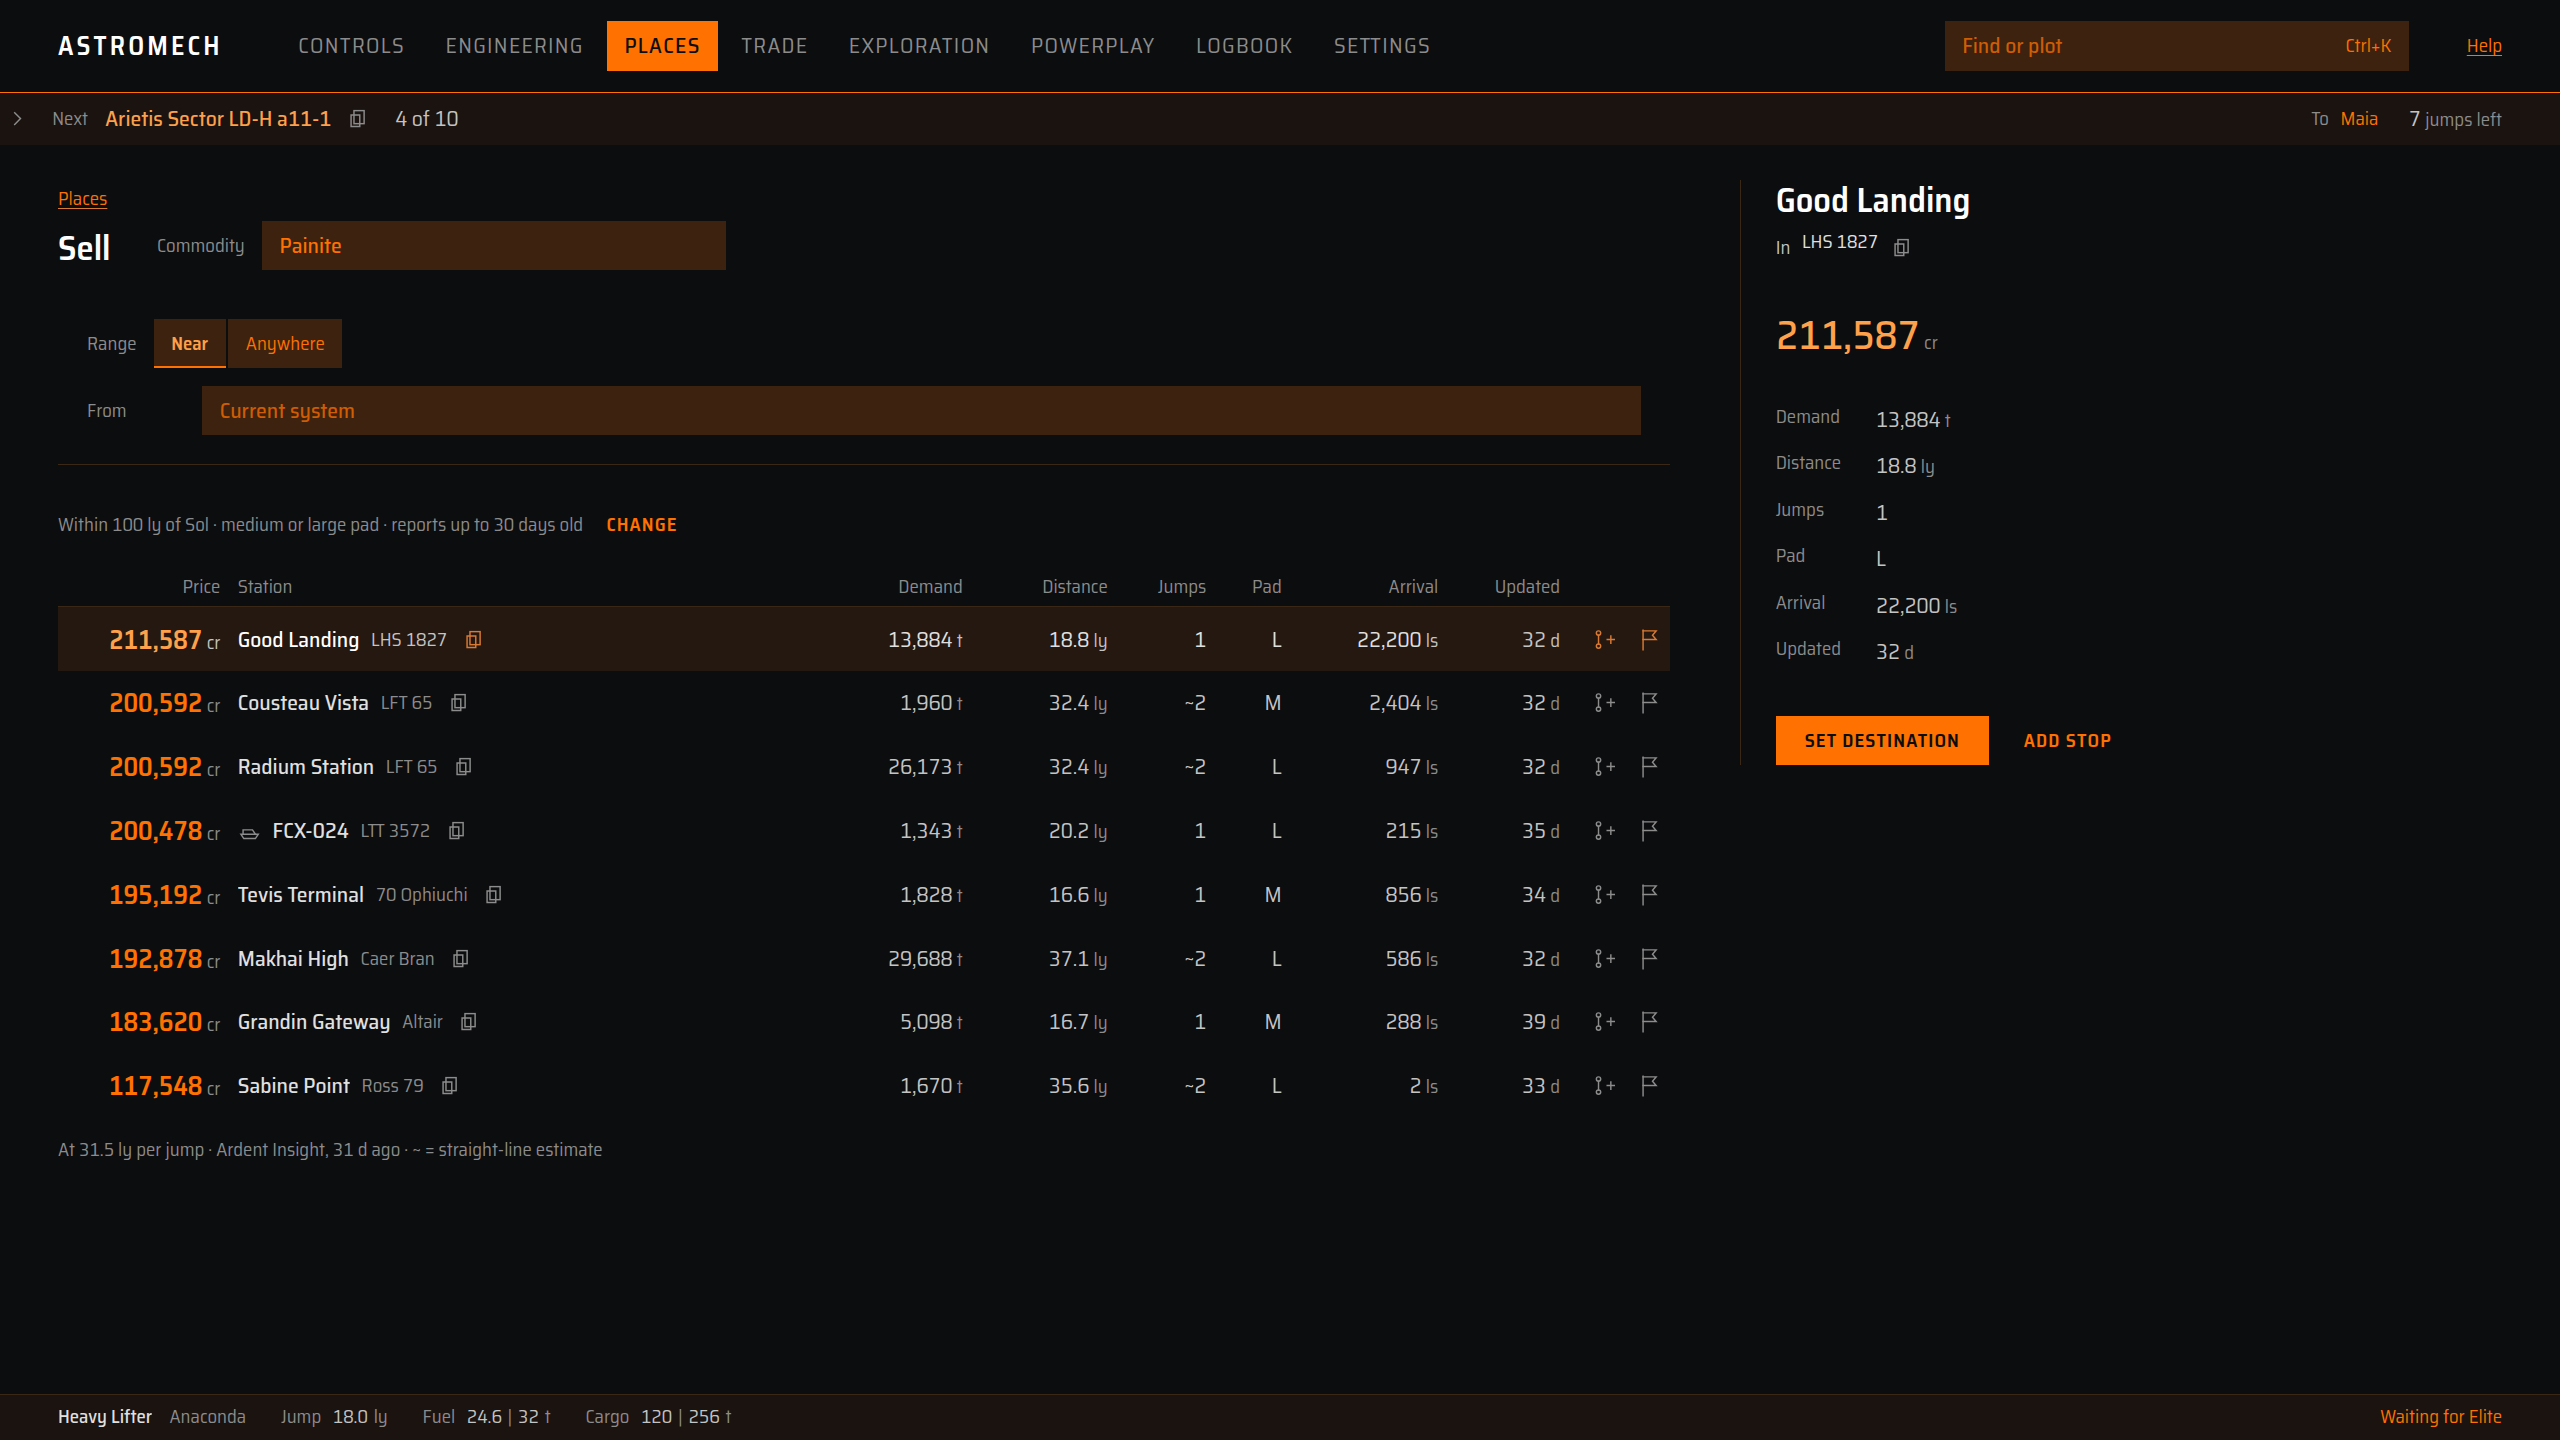 ASTROMECH CONTROLS ENGINEERING PLACES TRADE EXPLORATION POWERPLAY LOGBOOK SETTINGS Find or plot Ctrl+K Help
Next Arietis Sector LD-H a11-1 4 of 10 To Maia 7 jumps left
Places
Sell Commodity Painite
Range Near Anywhere
From Current system
Within 100 ly of Sol · medium or large pad · reports up to 30 days old CHANGE
Price Station Demand Distance Jumps Pad Arrival Updated
211,587 cr Good Landing LHS 1827 13,884 t 18.8 ly 1 L 22,200 ls 32 d
200,592 cr Cousteau Vista LFT 65 1,960 t 32.4 ly ~2 M 2,404 ls 32 d
200,592 cr Radium Station LFT 65 26,173 t 32.4 ly ~2 L 947 ls 32 d
200,478 cr FCX-024 LTT 3572 1,343 t 20.2 ly 1 L 215 ls 35 d
195,192 cr Tevis Terminal 70 Ophiuchi 1,828 t 16.6 ly 1 M 856 ls 34 d
192,878 cr Makhai High Caer Bran 29,688 t 37.1 ly ~2 L 586 ls 32 d
183,620 cr Grandin Gateway Altair 5,098 t 16.7 ly 1 M 288 ls 39 d
117,548 cr Sabine Point Ross 79 1,670 t 35.6 ly ~2 L 2 ls 33 d
At 31.5 ly per jump · Ardent Insight, 31 d ago · ~ = straight-line estimate
Good Landing
In LHS 1827
211,587 cr
Demand 13,884 t
Distance 18.8 ly
Jumps 1
Pad L
Arrival 22,200 ls
Updated 32 d
SET DESTINATION ADD STOP
Heavy Lifter Anaconda Jump 18.0 ly Fuel 24.6 | 32 t Cargo 120 | 256 t Waiting for Elite